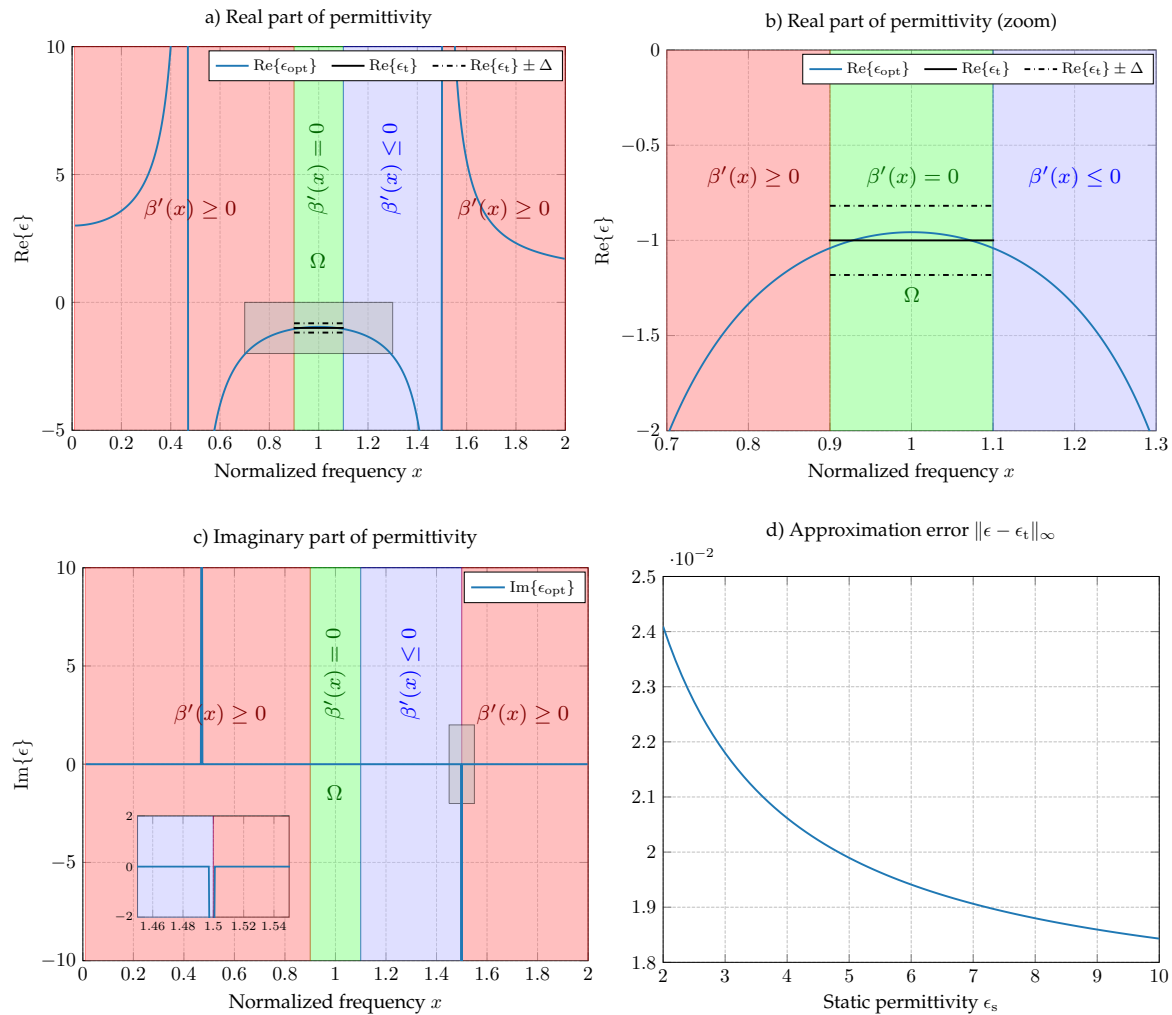 a) Real part of permittivity
10
5
0
−5
Re{ϵ}
Re{ϵopt} Re{ϵt} Re{ϵt} ± Δ
β′(x) ≥ 0
β′(x) = 0
β′(x) ≤ 0
β′(x) ≥ 0
Ω
0 0.2 0.4 0.6 0.8 1 1.2 1.4 1.6 1.8 2
Normalized frequency x
b) Real part of permittivity (zoom)
0
−0.5
−1
−1.5
−2
Re{ϵ}
Re{ϵopt} Re{ϵt} Re{ϵt} ± Δ
β′(x) ≥ 0
β′(x) = 0
β′(x) ≤ 0
Ω
0.7 0.8 0.9 1 1.1 1.2 1.3
Normalized frequency x
c) Imaginary part of permittivity
10
5
0
−5
−10
Im{ϵ}
Im{ϵopt}
β′(x) ≥ 0
β′(x) = 0
β′(x) ≤ 0
β′(x) ≥ 0
Ω
2
0
−2
1.46 1.48 1.5 1.52 1.54
0 0.2 0.4 0.6 0.8 1 1.2 1.4 1.6 1.8 2
Normalized frequency x
d) Approximation error ∥ϵ − ϵt∥∞
·10−2
2.5
2.4
2.3
2.2
2.1
2
1.9
1.8
2 3 4 5 6 7 8 9 10
Static permittivity ϵs